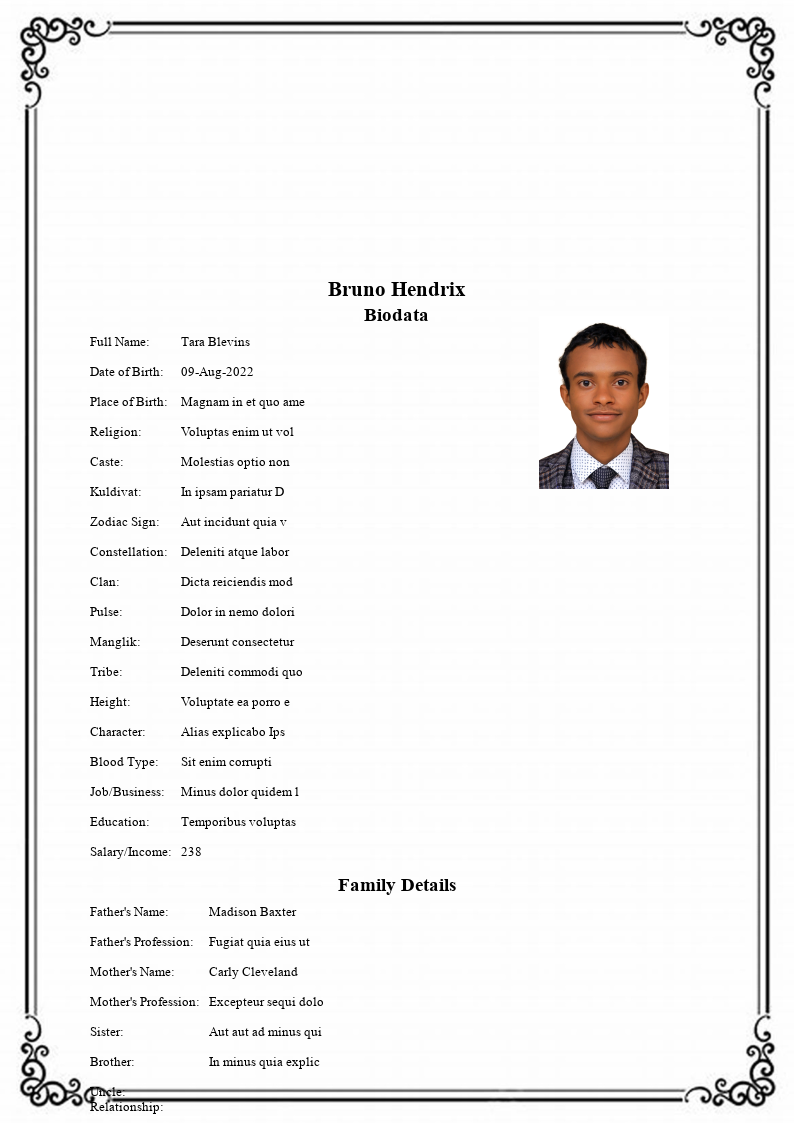 Bruno Hendrix
Biodata
Full Name: Tara Blevins
Date of Birth: 09-Aug-2022
Place of Birth: Magnam in et quo ame
Religion: Voluptas enim ut vol
Caste: Molestias optio non
Kuldivat: In ipsam pariatur D
Zodiac Sign: Aut incidunt quia v
Constellation: Deleniti atque labor
Clan: Dicta reiciendis mod
Pulse: Dolor in nemo dolori
Manglik: Deserunt consectetur
Tribe: Deleniti commodi quo
Height: Voluptate ea porro e
Character: Alias explicabo Ips
Blood Type: Sit enim corrupti
Job/Business: Minus dolor quidem l
Education: Temporibus voluptas
Salary/Income: 238
Family Details
Father's Name: Madison Baxter
Father's Profession: Fugiat quia eius ut
Mother's Name: Carly Cleveland
Mother's Profession: Excepteur sequi dolo
Sister: Aut aut ad minus qui
Brother: In minus quia explic
Uncle:
Relationship: